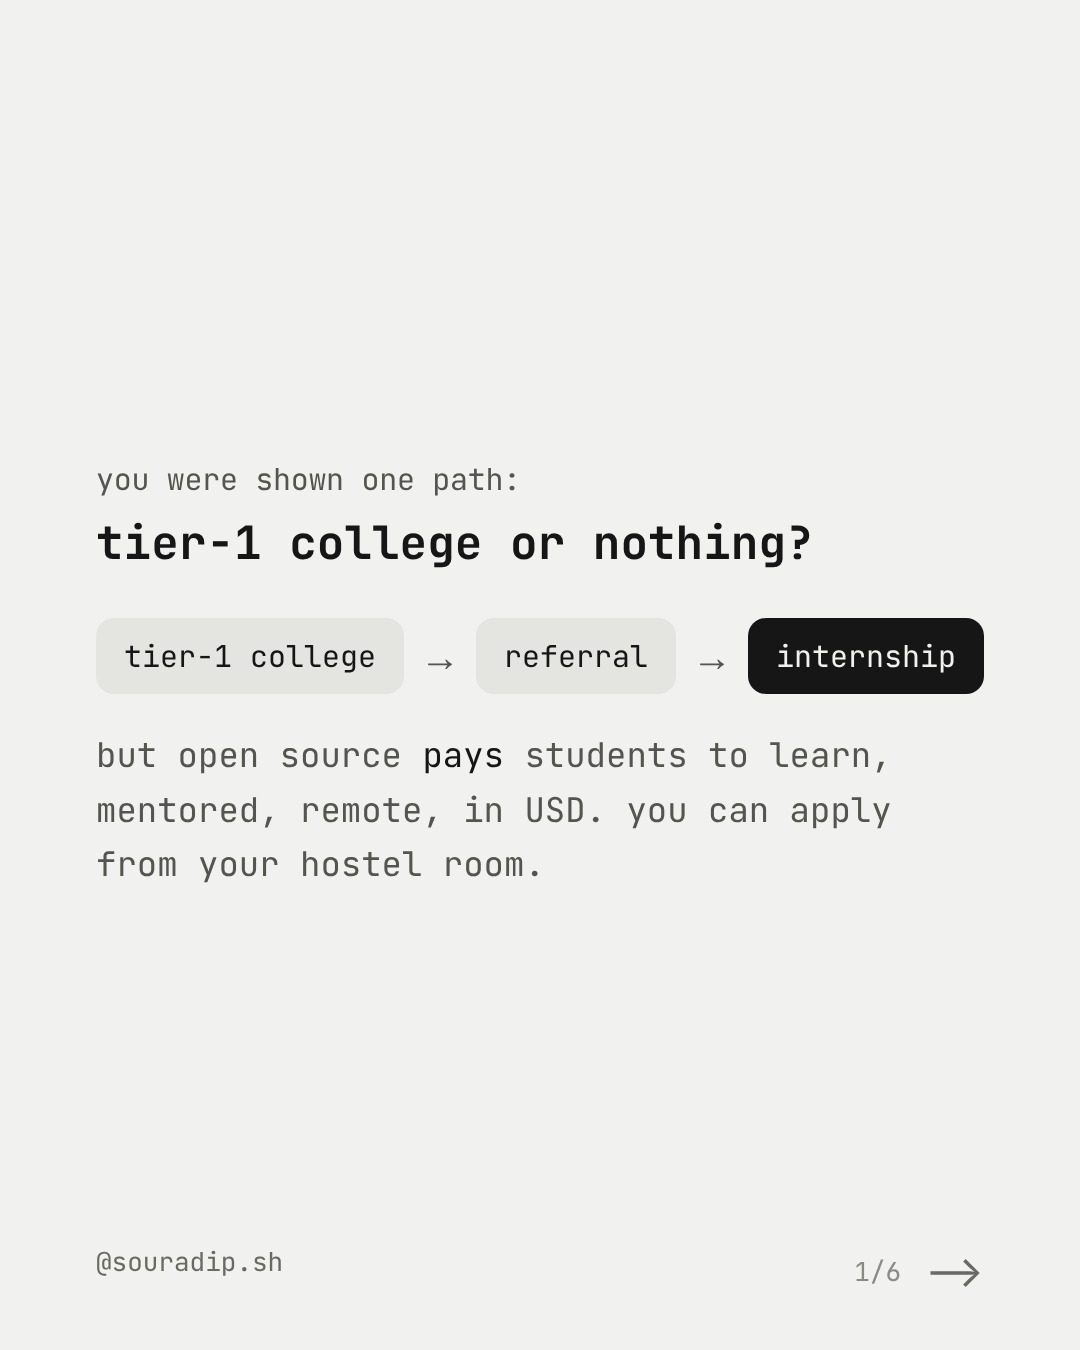 you were shown one path:
tier-1 college or nothing?
tier-1 college → referral → internship
but open source pays students to learn,
mentored, remote, in USD. you can apply
from your hostel room.
@souradip.sh
1/6 →